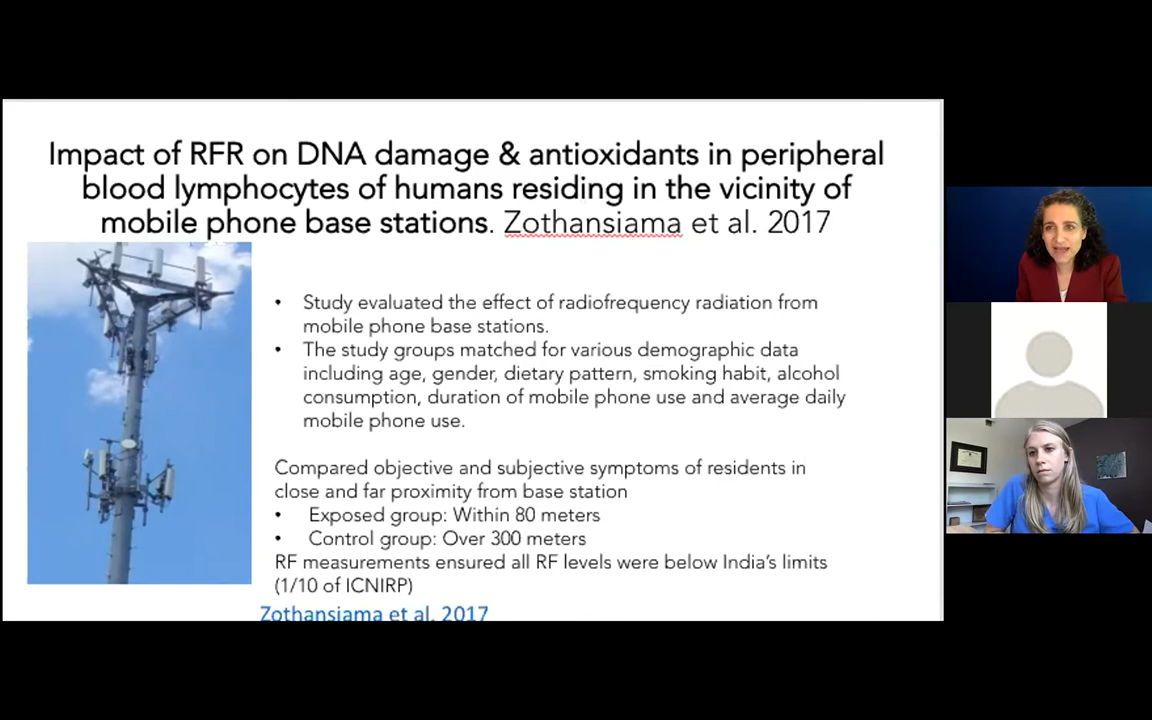 Impact of RFR on DNA damage & antioxidants in peripheral
blood lymphocytes of humans residing in the vicinity of
mobile phone base stations. Zothansiama et al. 2017
• Study evaluated the effect of radiofrequency radiation from
mobile phone base stations.
• The study groups matched for various demographic data
including age, gender, dietary pattern, smoking habit, alcohol
consumption, duration of mobile phone use and average daily
mobile phone use.
Compared objective and subjective symptoms of residents in
close and far proximity from base station
• Exposed group: Within 80 meters
• Control group: Over 300 meters
RF measurements ensured all RF levels were below India’s limits
(1/10 of ICNIRP)
Zothansiama et al. 2017